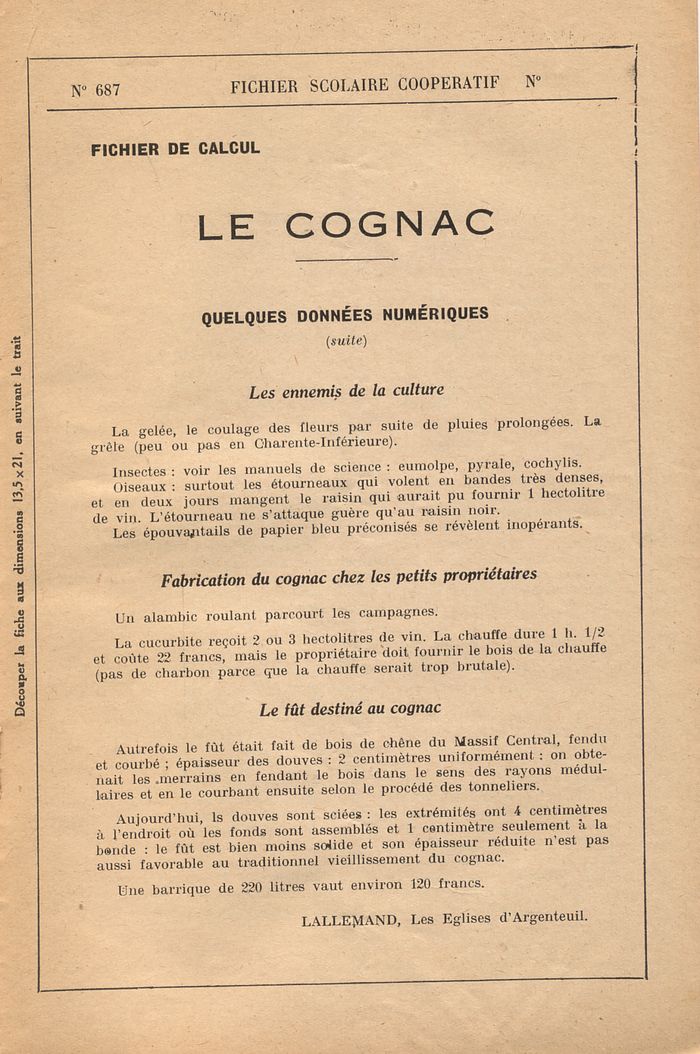 Nº 687
FICHIER SCOLAIRE COOPERATIF Nº
FICHIER DE CALCUL
LE COGNAC
QUELQUES DONNÉES NUMÉRIQUES
(suite)
Les ennemis de la culture
La gelée, le coulage des fleurs par suite de pluies prolongées. La
grêle (peu ou pas en Charente-Inférieure).
Insectes : voir les manuels de science : eumolpe, pyrale, cochylis.
Oiseaux : surtout les étourneaux qui volent en bandes très denses,
et en deux jours mangent le raisin qui aurait pu fournir 1 hectolitre
de vin. L'étourneau ne s'attaque guère qu'au raisin noir.
Les épouvantails de papier bleu préconisés se révèlent inopérants.
Fabrication du cognac chez les petits propriétaires
Un alambic roulant parcourt les campagnes.
La cucurbite reçoit 2 ou 3 hectolitres de vin. La chauffe dure 1 h. 1/2
et coûte 22 francs, mais le propriétaire doit fournir le bois de la chauffe
(pas de charbon parce que la chauffe serait trop brutale).
Le fût destiné au cognac
Autrefois le fût était fait de bois de chêne du Massif Central, fendu
et courbé ; épaisseur des douves : 2 centimètres uniformément : on obte-
nait les merrains en fendant le bois dans le sens des rayons médul-
laires et en le courbant ensuite selon le procédé des tonneliers.
Aujourd'hui, ls douves sont sciées : les extrémités ont 4 centimètres
à l'endroit où les fonds sont assemblés et 1 centimètre seulement à la
bonde : le fût est bien moins solide et son épaisseur réduite n'est pas
aussi favorable au traditionnel vieillissement du cognac.
Une barrique de 220 litres vaut environ 120 francs.
LALLEMAND, Les Eglises d'Argenteuil.
Découper la fiche aux dimensions 13,5 x 21, en suivant le trait